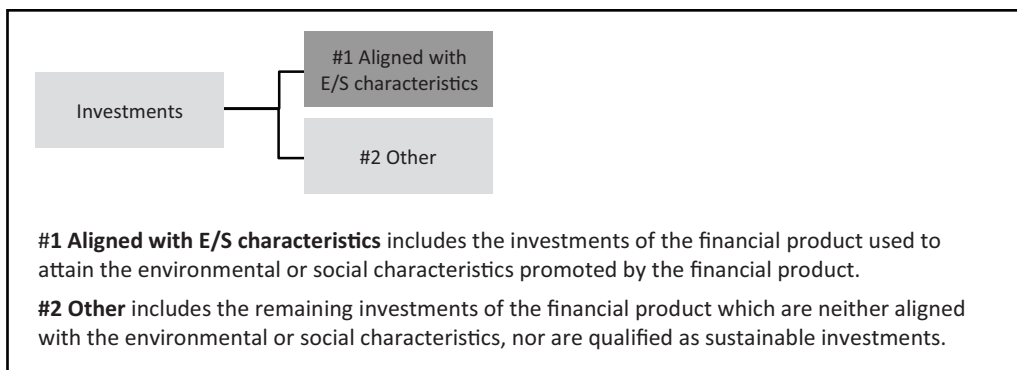 #1 Aligned with
E/S characteristics
Investments
#2 Other
#1 Aligned with E/S characteristics includes the investments of the financial product used to
attain the environmental or social characteristics promoted by the financial product.
#2 Other includes the remaining investments of the financial product which are neither aligned
with the environmental or social characteristics, nor are qualified as sustainable investments.